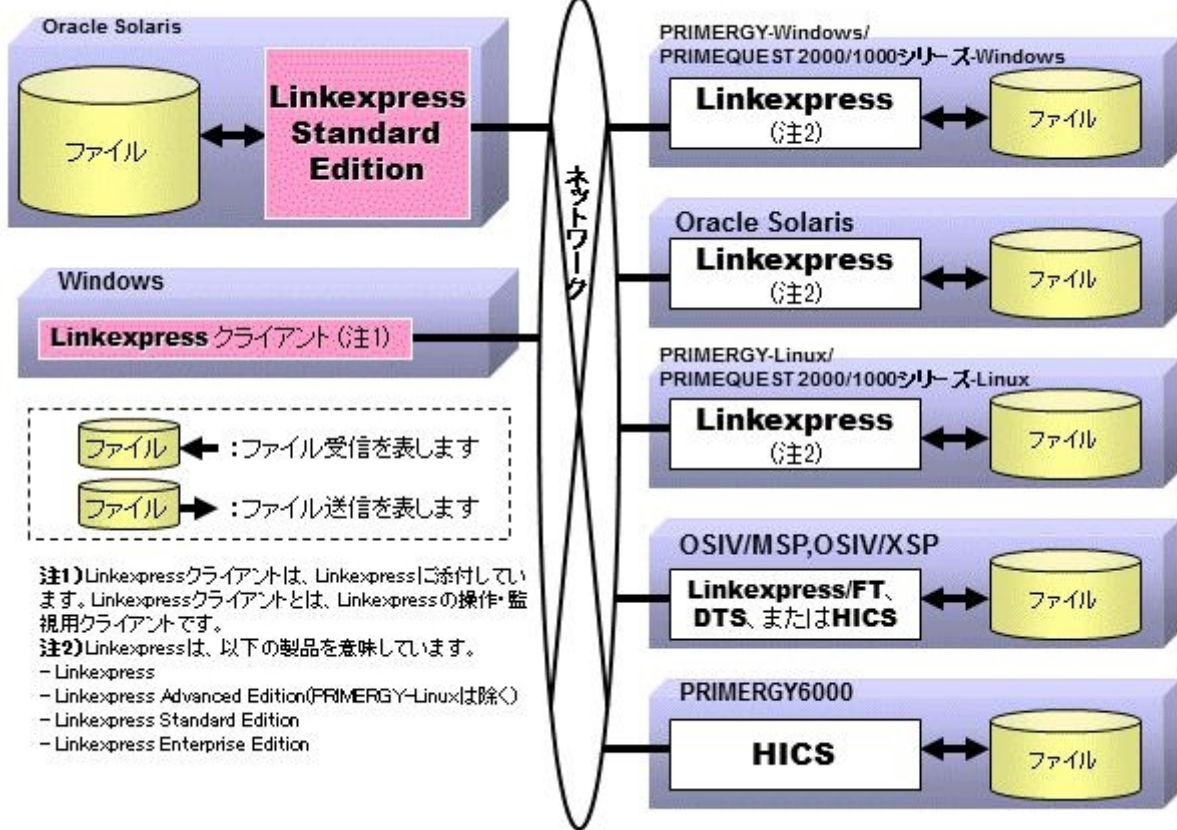 Oracle Solaris
ファイル
Linkexpress
Standard
Edition
Windows
Linkexpress クライアント(注1)
ファイル :ファイル受信を表します
ファイル :ファイル送信を表します
注1)Linkexpressクライアントは、Linkexpressに添付してい
ます。Linkexpressクライアントとは、Linkexpressの操作・監
視用クライアントです。
注2)Linkexpressは、以下の製品を意味しています。
- Linkexpress
- Linkexpress Advanced Edition(PRIMERGY-Linuxは除く)
- Linkexpress Standard Edition
- Linkexpress Enterprise Edition
ネットワーク
PRIMERGY-Windows/
PRIMEQUEST 2000/1000シリーズ-Windows
Linkexpress
(注2)
ファイル
Oracle Solaris
Linkexpress
(注2)
ファイル
PRIMERGY-Linux/
PRIMEQUEST 2000/1000シリーズ-Linux
Linkexpress
(注2)
ファイル
OSIV/MSP,OSIV/XSP
Linkexpress/FT、
DTS、またはHICS
ファイル
PRIMERGY6000
HICS
ファイル